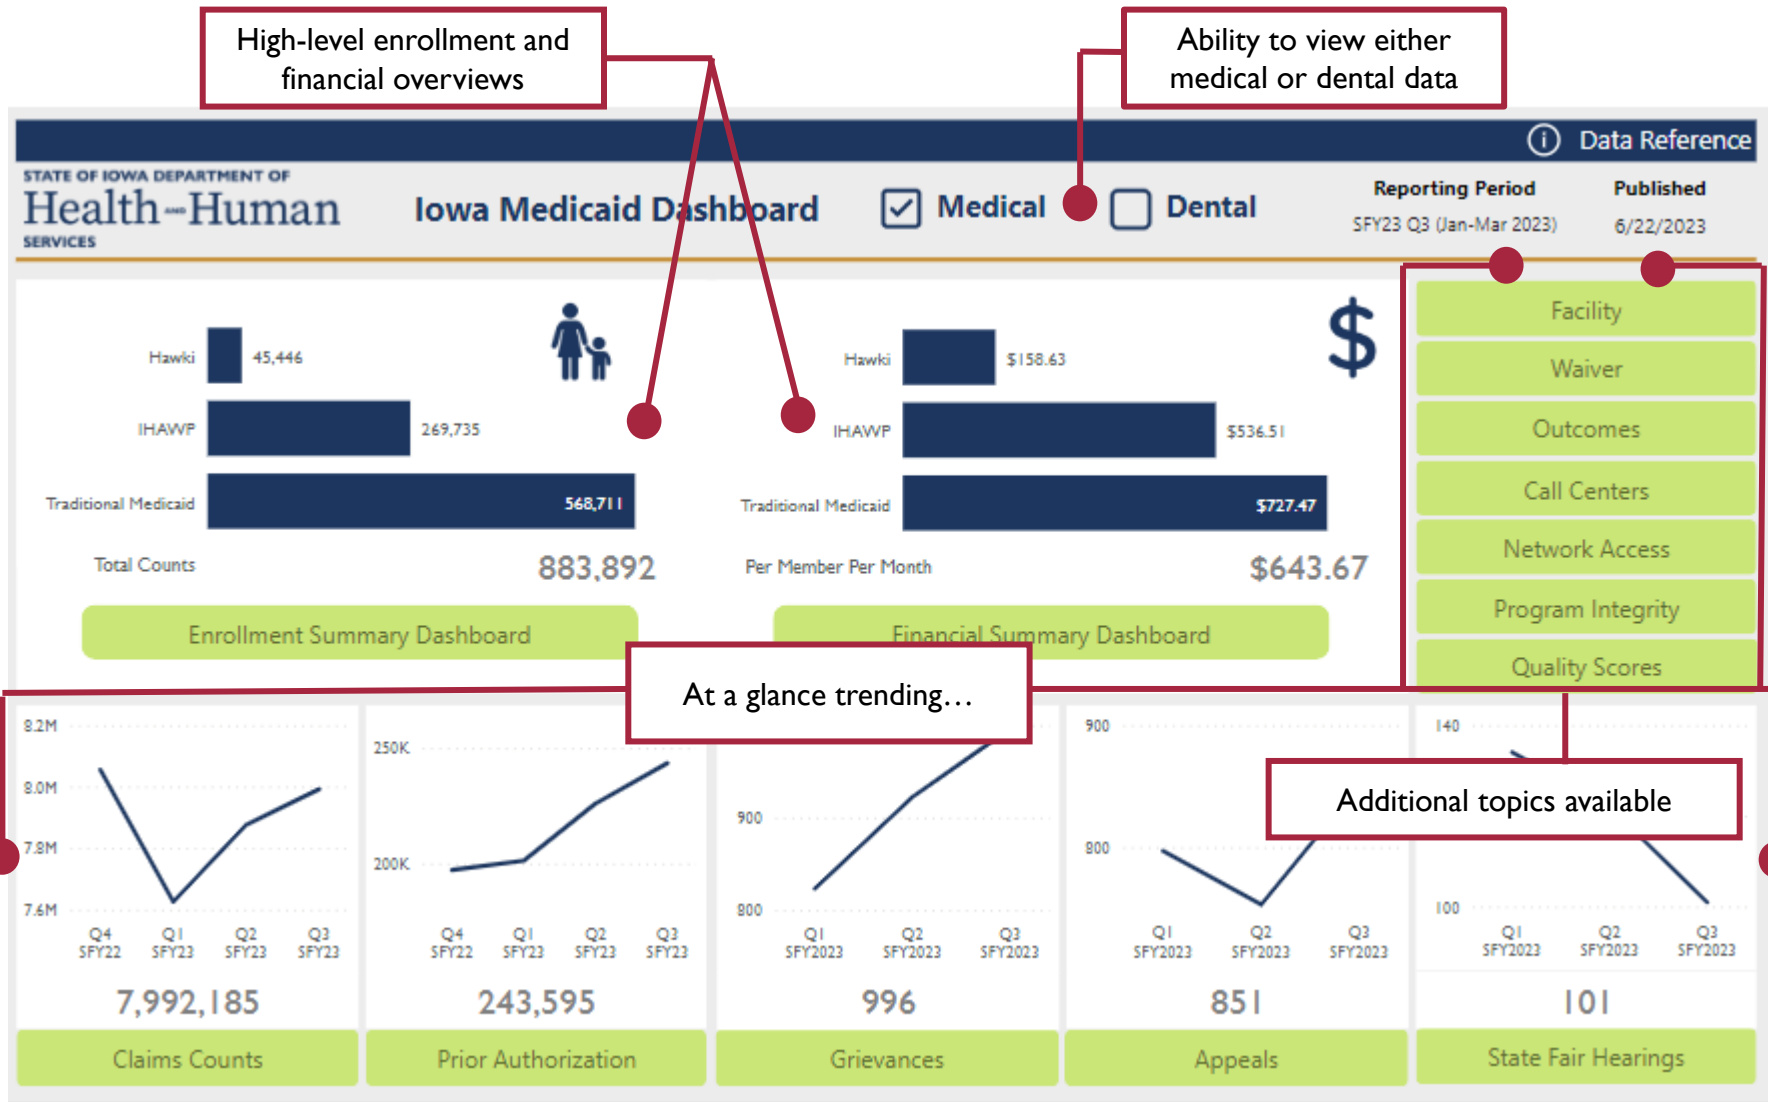 High-level enrollment and
financial overviews
Ability to view either
medical or dental data
Data Reference
STATE OF IOWA DEPARTMENT OF
Health AND Human
SERVICES
Iowa Medicaid Dashboard
Medical
Dental
Reporting Period
SFY23 Q3 (Jan-Mar 2023)
Published
6/22/2023
Hawki
45,446
IHAWP
269,735
Traditional Medicaid
568,711
Total Counts
883,892
Enrollment Summary Dashboard
$
Hawki
$158.63
IHAWP
$536.51
Traditional Medicaid
$727.47
Per Member Per Month
$643.67
Financial Summary Dashboard
Facility
Waiver
Outcomes
Call Centers
Network Access
Program Integrity
Quality Scores
At a glance trending…
Additional topics available
8.2M
8.0M
7.8M
7.6M
Q4 Q1 Q2 Q3
SFY22 SFY23 SFY23 SFY23
7,992,185
Claims Counts
250K
200K
Q4 Q1 Q2 Q3
SFY22 SFY23 SFY23 SFY23
243,595
Prior Authorization
900
800
Q1 Q2 Q3
SFY2023 SFY2023 SFY2023
996
Grievances
900
800
Q1 Q2 Q3
SFY2023 SFY2023 SFY2023
851
Appeals
140
100
Q1 Q2 Q3
SFY2023 SFY2023 SFY2023
101
State Fair Hearings